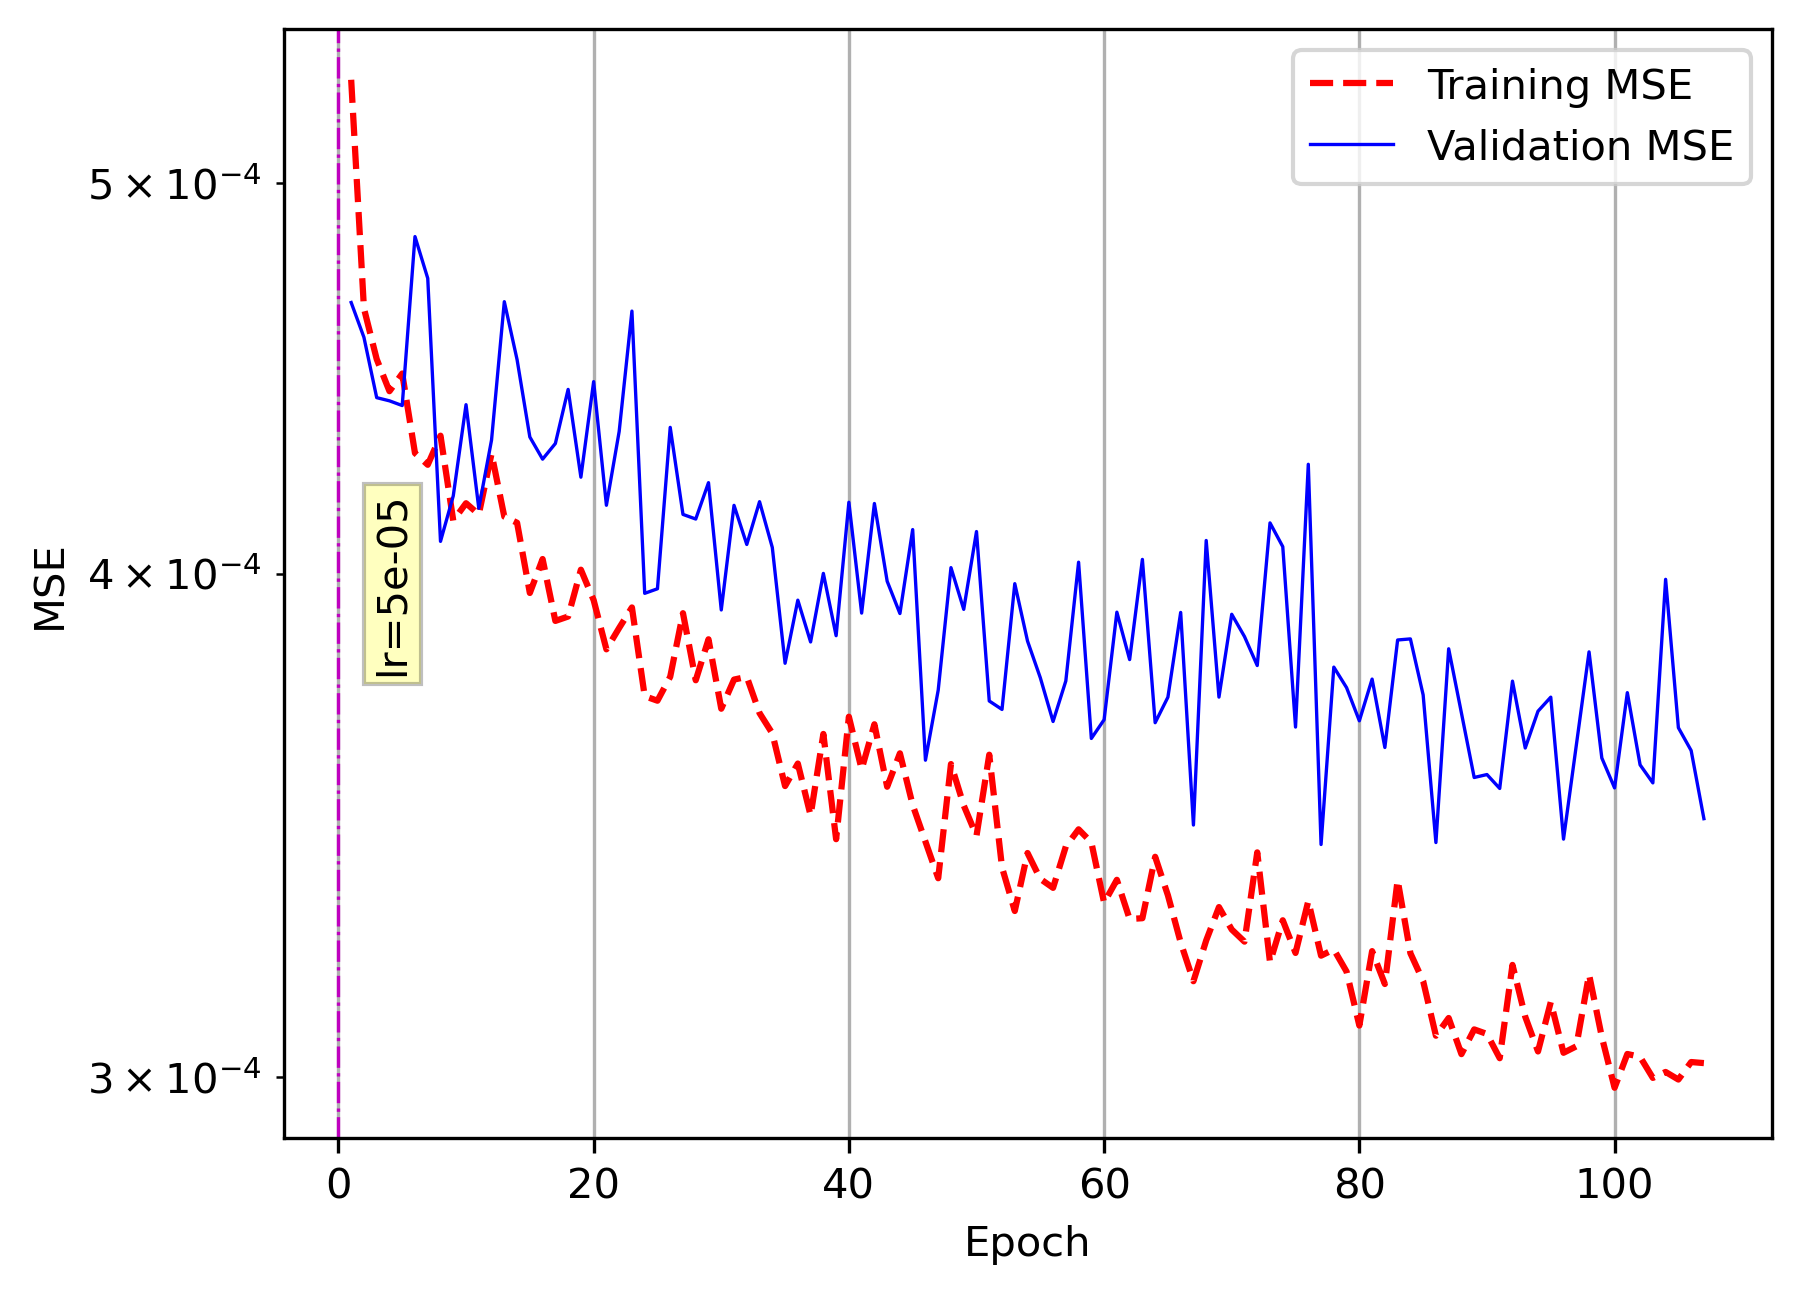 Training MSE
Validation MSE
5×10⁻⁴
4×10⁻⁴
3×10⁻⁴
MSE
lr=5e-05
0 20 40 60 80 100
Epoch